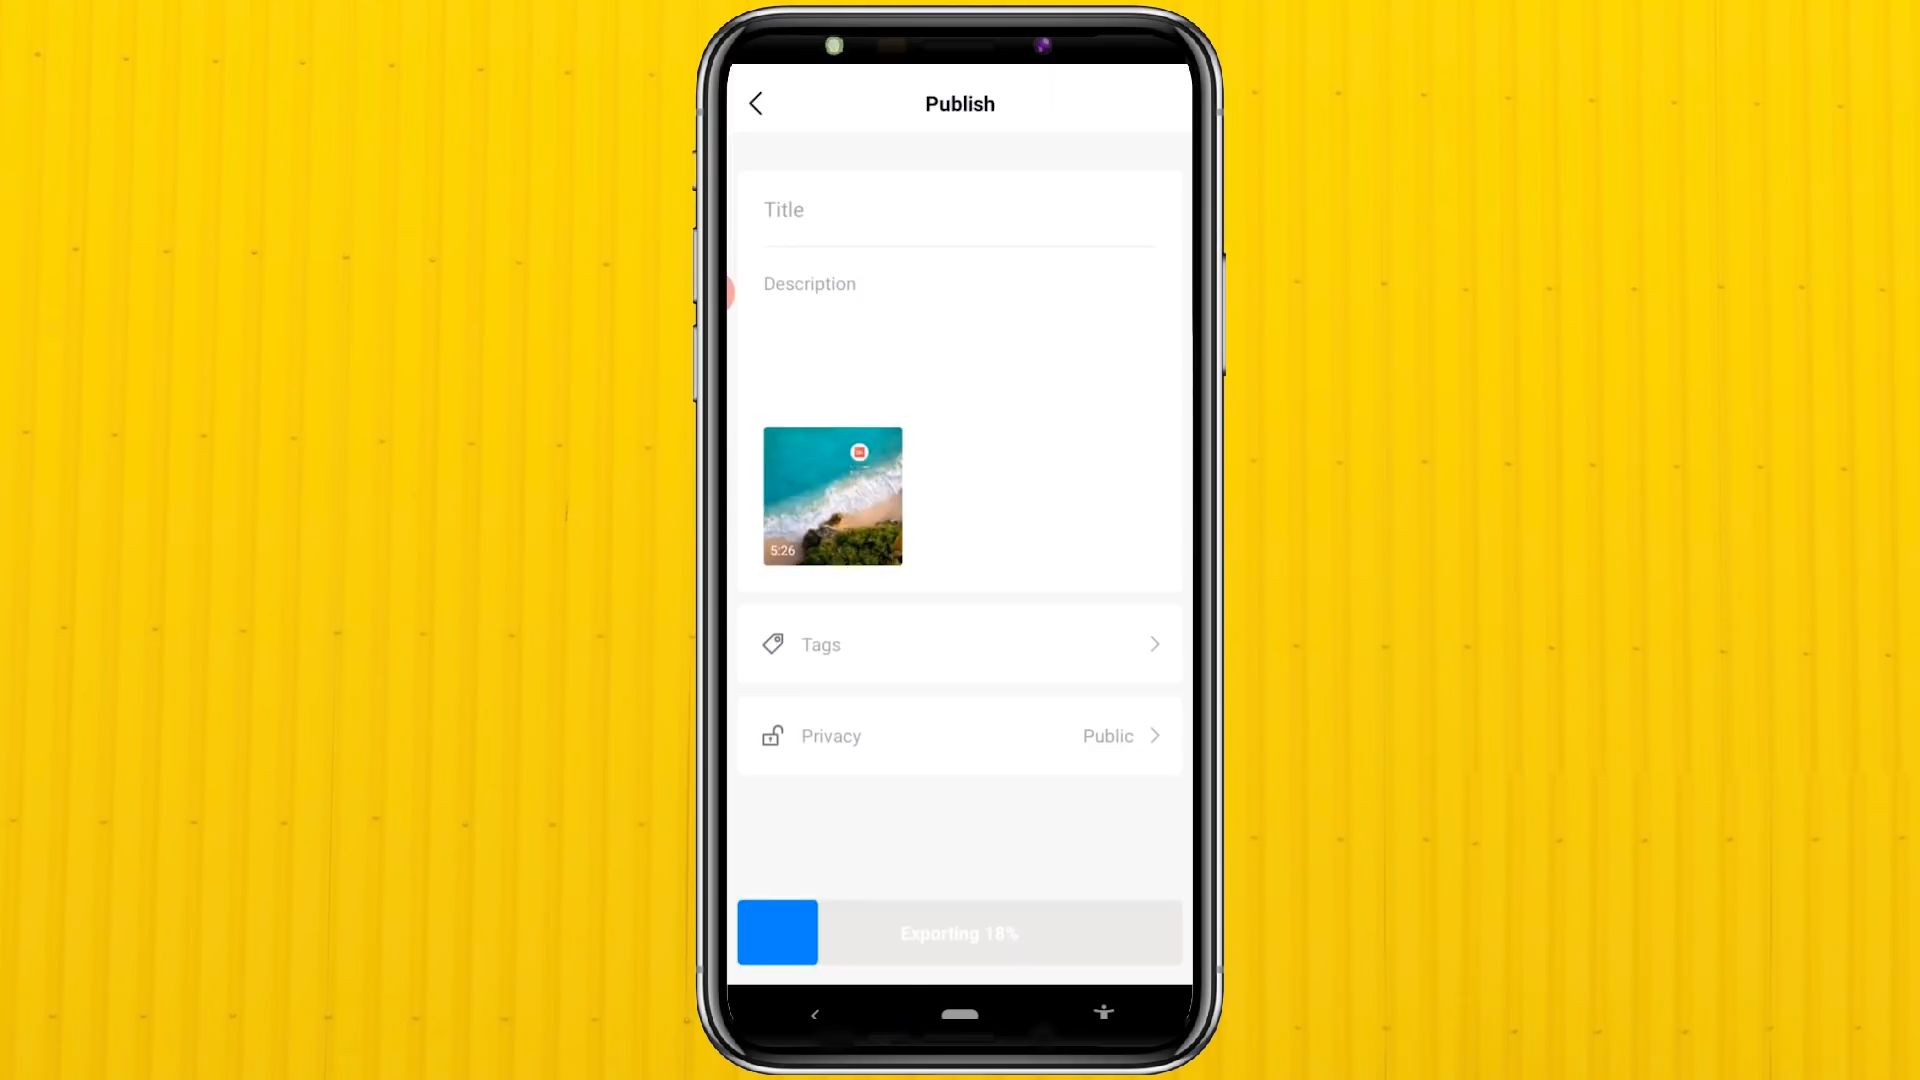 Publish
Title
Description
5:26
Tags
Privacy
Public
Exporting 18%